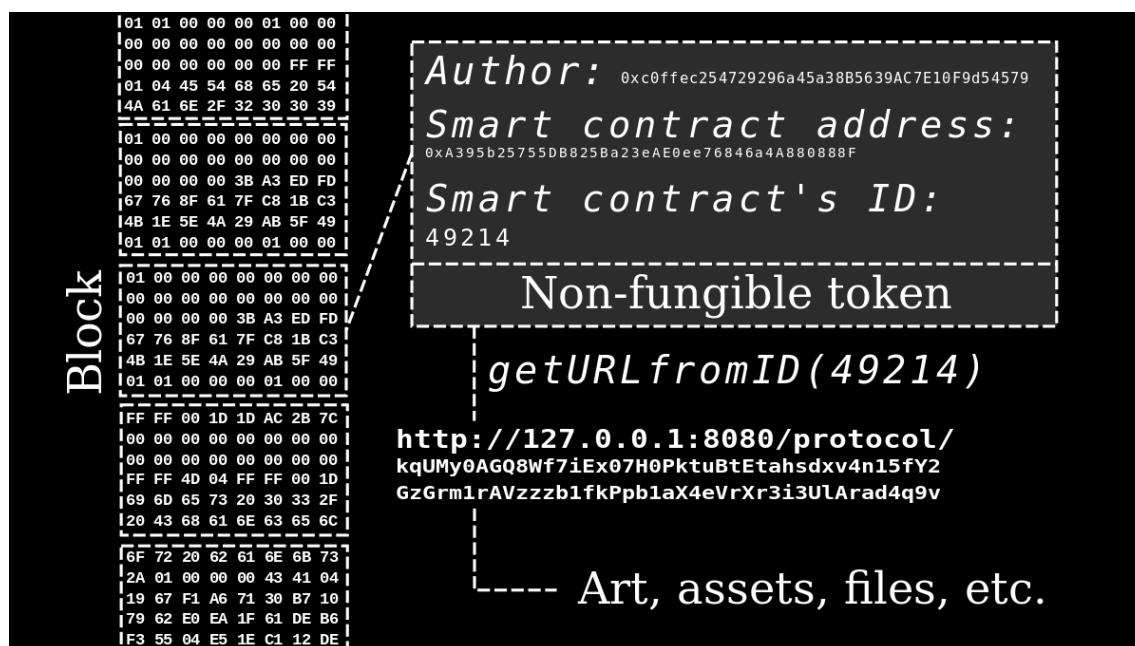 Block
01 01 00 00 00 01 00 00
00 00 00 00 00 00 00 00
00 00 00 00 00 00 FF FF
01 04 45 54 68 65 20 54
4A 61 6E 2F 32 30 30 39
01 00 00 00 00 00 00 00
00 00 00 00 00 00 00 00
00 00 00 00 3B A3 ED FD
67 76 8F 61 7F C8 1B C3
4B 1E 5E 4A 29 AB 5F 49
01 01 00 00 00 01 00 00
01 00 00 00 00 00 00 00
00 00 00 00 00 00 00 00
00 00 00 00 3B A3 ED FD
67 76 8F 61 7F C8 1B C3
4B 1E 5E 4A 29 AB 5F 49
01 01 00 00 00 01 00 00
FF FF 00 1D 1D AC 2B 7C
00 00 00 00 00 00 00 00
00 00 00 00 00 00 00 00
FF FF 4D 04 FF FF 00 1D
69 6D 65 73 20 30 33 2F
20 43 68 61 6E 63 65 6C
6F 72 20 62 61 6E 6B 73
2A 01 00 00 00 43 41 04
19 67 F1 A6 71 30 B7 10
79 62 E0 EA 1F 61 DE B6
F3 55 04 E5 1E C1 12 DE
Author: 0xc0ffec254729296a45a38B5639AC7E10F9d54579
Smart contract address:
0xA395b25755DB825Ba23eAE0ee76846a4A880888F
Smart contract's ID:
49214
Non-fungible token
getURLfromID(49214)
http://127.0.0.1:8080/protocol/
kqUMy0AGQ8Wf7iEx07H0PktuBtEtahsdxv4n15fY2
GzGrm1rAVzzzb1fkPpb1aX4eVrXr3i3UlArad4q9v
Art, assets, files, etc.